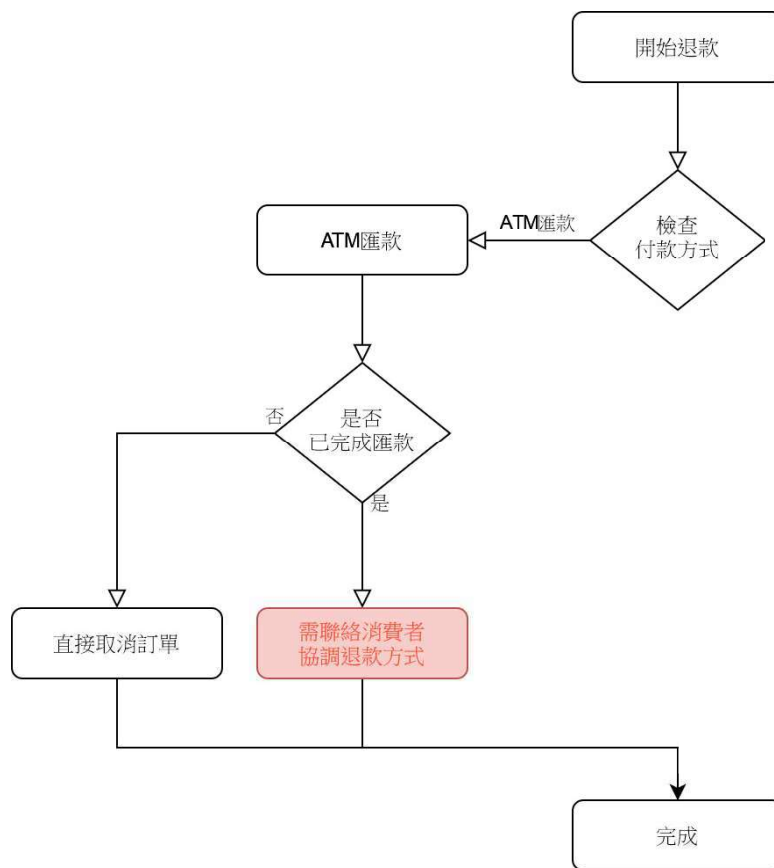 開始退款
檢查
付款方式
ATM匯款
ATM匯款
是否
已完成匯款
否
是
直接取消訂單
需聯絡消費者
協調退款方式
完成